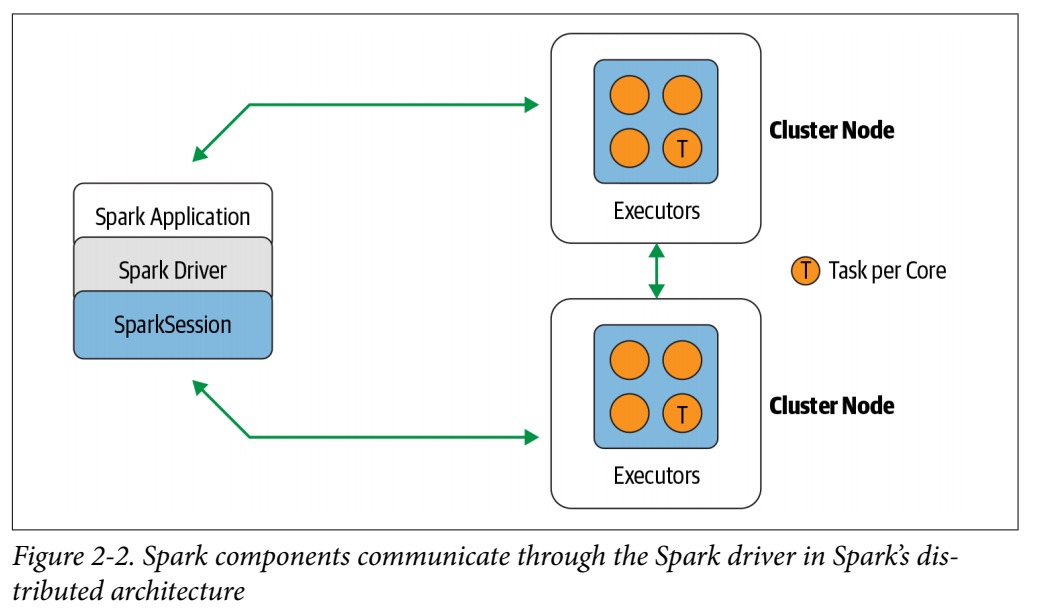 Spark Application
Spark Driver
SparkSession
T
Executors
Cluster Node
T Task per Core
T
Executors
Cluster Node
Figure 2-2. Spark components communicate through the Spark driver in Spark’s dis-
tributed architecture